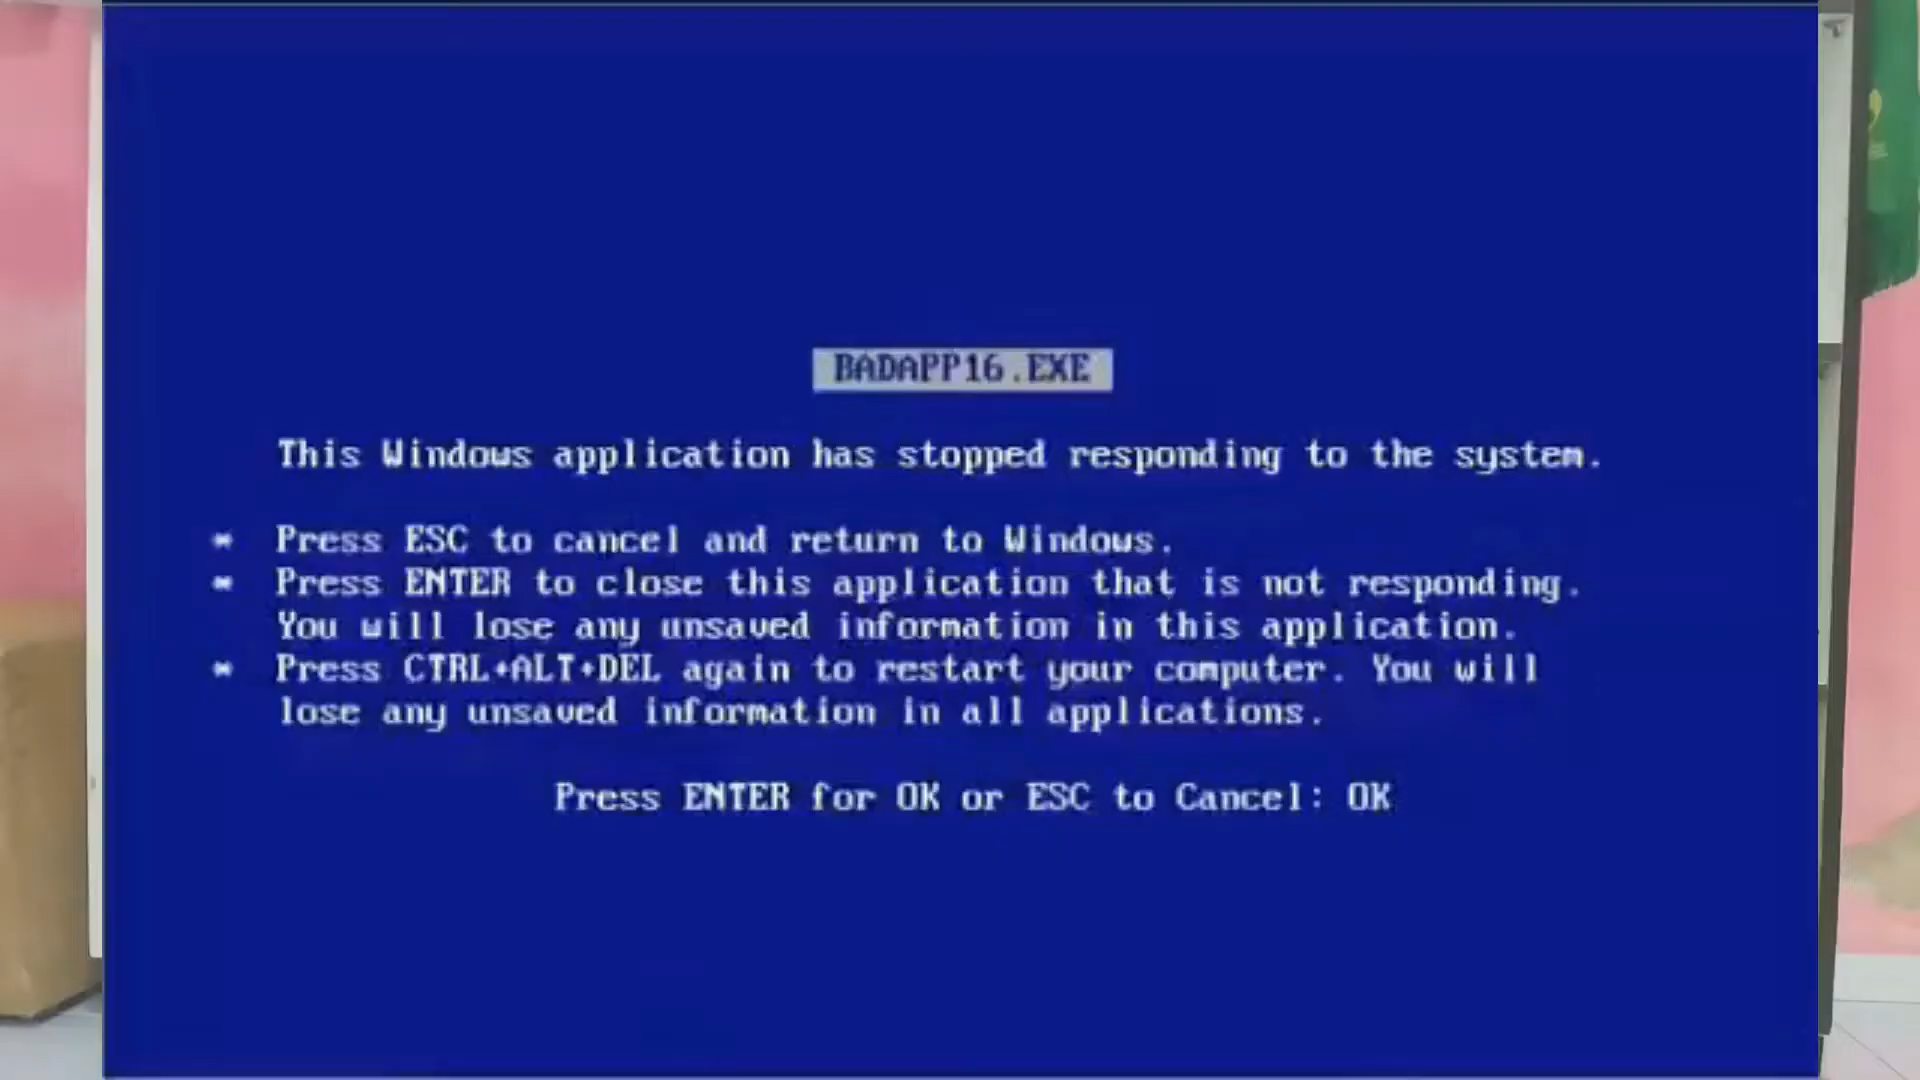 BADAPP16.EXE
This Windows application has stopped responding to the system.
* Press ESC to cancel and return to Windows.
* Press ENTER to close this application that is not responding.
You will lose any unsaved information in this application.
* Press CTRL+ALT+DEL again to restart your computer. You will
lose any unsaved information in all applications.
Press ENTER for OK or ESC to Cancel: OK